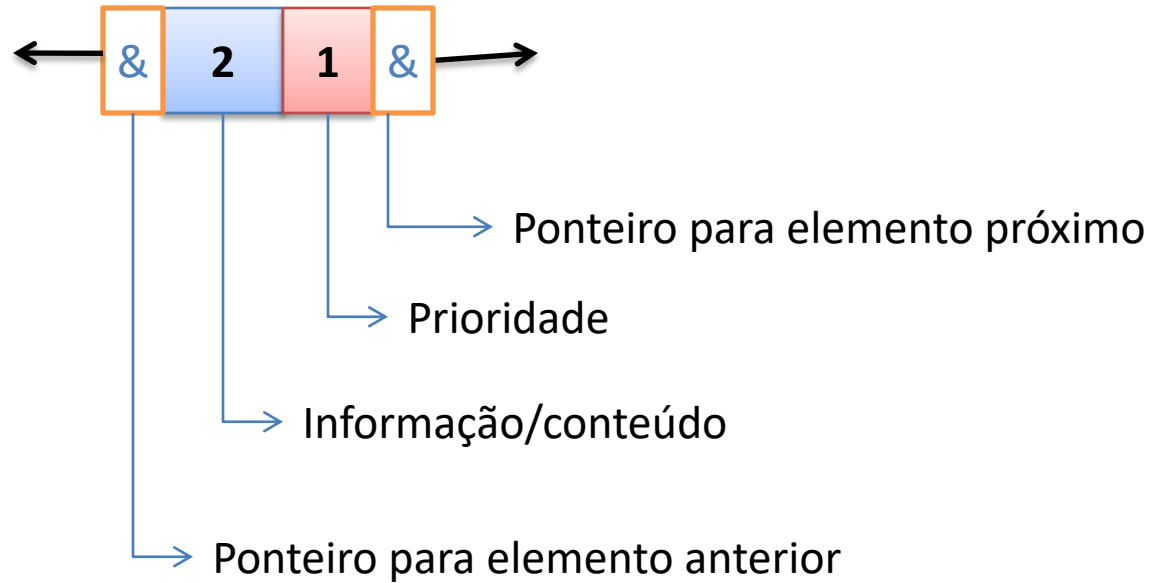 & 2 1 &
Ponteiro para elemento próximo
Prioridade
Informação/conteúdo
Ponteiro para elemento anterior